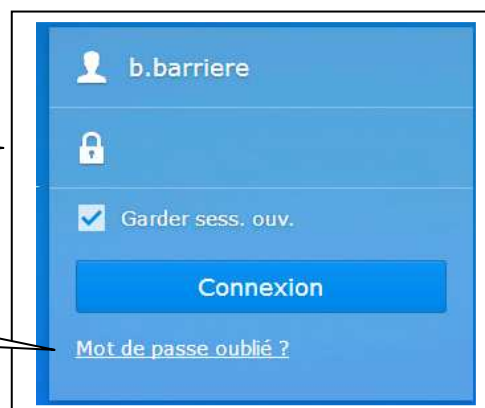 b.barriere
Garder sess. ouv.
Connexion
Mot de passe oublié ?